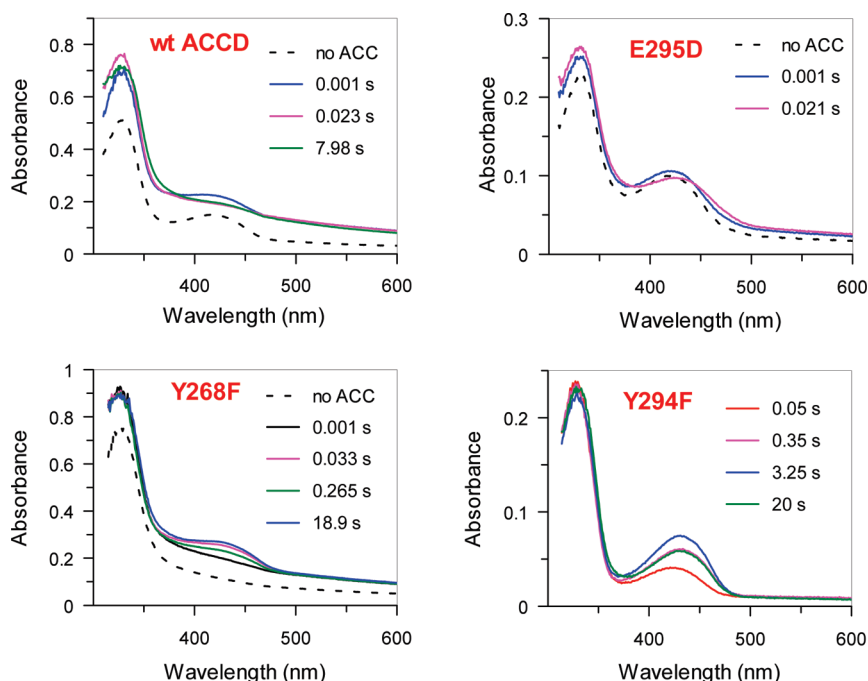 wt ACCD
no ACC
0.001 s
0.023 s
7.98 s
Absorbance
0.8
0.6
0.4
0.2
0
400
500
600
Wavelength (nm)
E295D
no ACC
0.001 s
0.021 s
Absorbance
0.3
0.2
0.1
0
300
400
500
600
Wavelength (nm)
Y268F
no ACC
0.001 s
0.033 s
0.265 s
18.9 s
Absorbance
1
0.8
0.6
0.4
0.2
0
300
400
500
600
Wavelength (nm)
Y294F
0.05 s
0.35 s
3.25 s
20 s
Absorbance
0.2
0.1
0
300
400
500
600
Wavelength (nm)